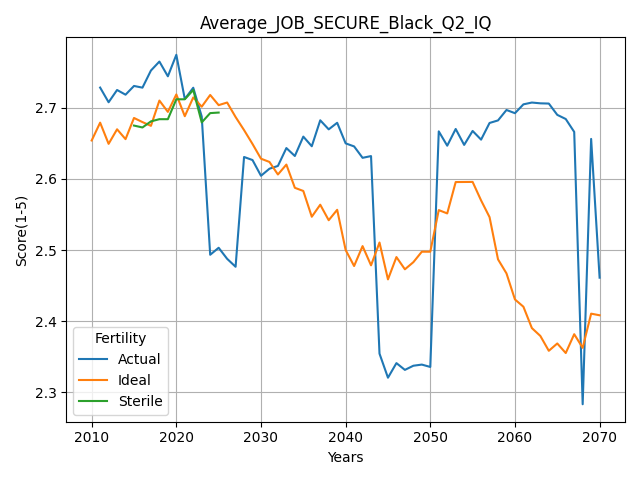 Average_JOB_SECURE_Black_Q2_IQ
Score(1-5)
2.7
2.6
2.5
2.4
2.3
Fertility
Actual
Ideal
Sterile
2010 2020 2030 2040 2050 2060 2070
Years